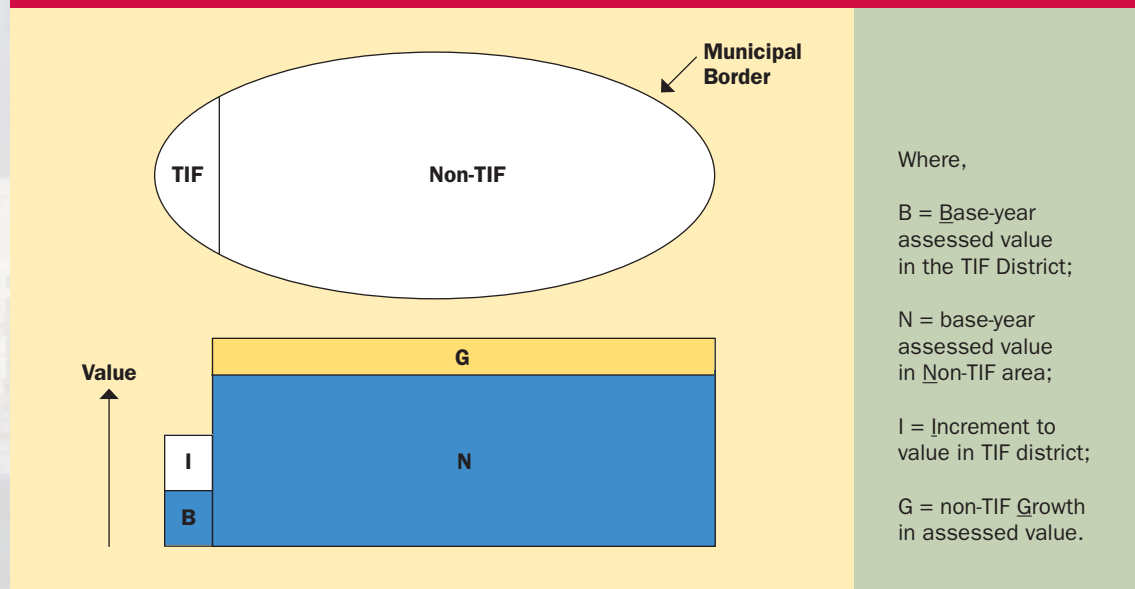 Municipal
Border
TIF
Non-TIF
Value
G
I
N
B
Where,
B = Base-year
assessed value
in the TIF District;
N = base-year
assessed value
in Non-TIF area;
I = Increment to
value in TIF district;
G = non-TIF Growth
in assessed value.